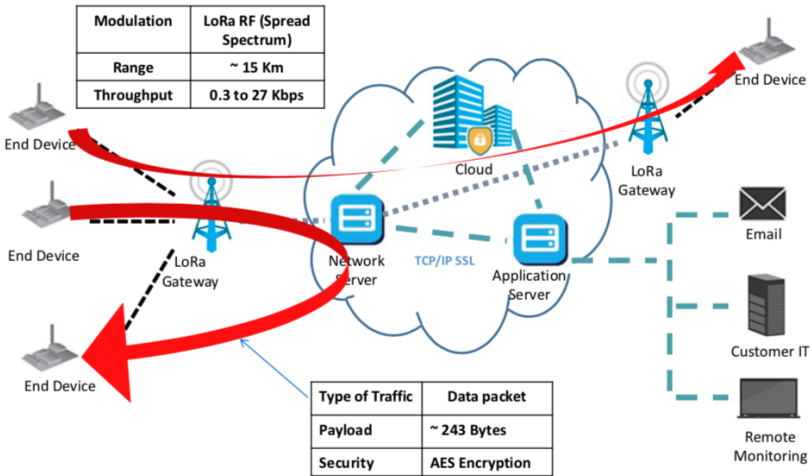 Modulation LoRa RF (Spread
Spectrum)
Range ~ 15 Km
Throughput 0.3 to 27 Kbps
End Device
End Device
End Device
LoRa
Gateway
End Device
Cloud
LoRa
Gateway
Network
Server
TCP/IP SSL
Application
Server
Email
Customer IT
Remote
Monitoring
End Device
Type of Traffic Data packet
Payload ~ 243 Bytes
Security AES Encryption